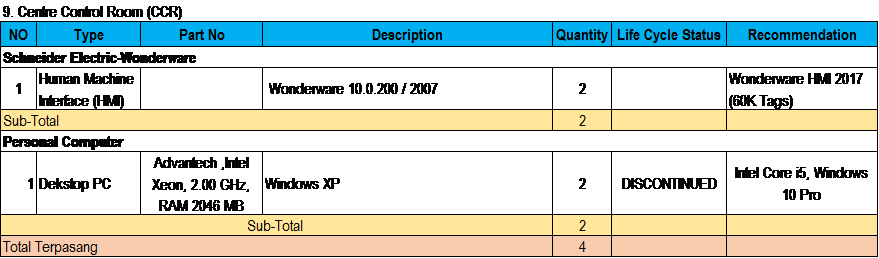 9. Centre Control Room (CCR)
NO Type Part No Description Quantity Life Cycle Status Recommendation
Schneider Electric-Wonderware
1 Human Machine Interface (HMI) Wonderware 10.0.200 / 2007 2 Wonderware HMI 2017 (60K Tags)
Sub-Total 2
Personal Computer
1 Dekstop PC Advantech ,Intel Xeon, 2.00 GHz, RAM 2046 MB Windows XP 2 DISCONTINUED Intel Core i5, Windows 10 Pro
Sub-Total 2
Total Terpasang 4